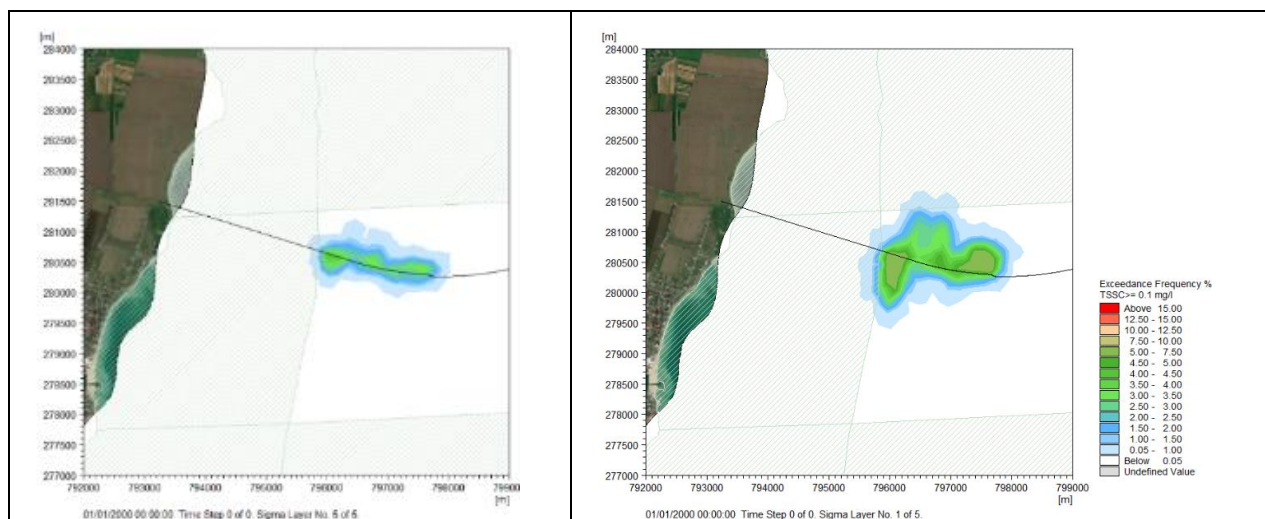 [m]
284000
283500
283000
282500
282000
281500
281000
280500
280000
279500
279000
278500
278000
277500
277000
792000 793000 794000 795000 796000 797000 798000 79900
[m]
01/01/2000 00:00:00 Time Step 0 of 0. Sigma Layer No. 5 of 5.
[m]
284000
283500
283000
282500
282000
281500
281000
280500
280000
279500
279000
278500
278000
277500
277000
792000 793000 794000 795000 796000 797000 798000 799000
[m]
01/01/2000 00:00:00 Time Step 0 of 0. Sigma Layer No. 1 of 5.
Exceedance Frequency %
TSSC>= 0.1 mg/l
Above 15.00
12.50 - 15.00
10.00 - 12.50
7.50 - 10.00
5.00 - 7.50
4.50 - 5.00
4.00 - 4.50
3.50 - 4.00
3.00 - 3.50
2.50 - 3.00
2.00 - 2.50
1.50 - 2.00
1.00 - 1.50
0.05 - 1.00
Below 0.05
Undefined Value